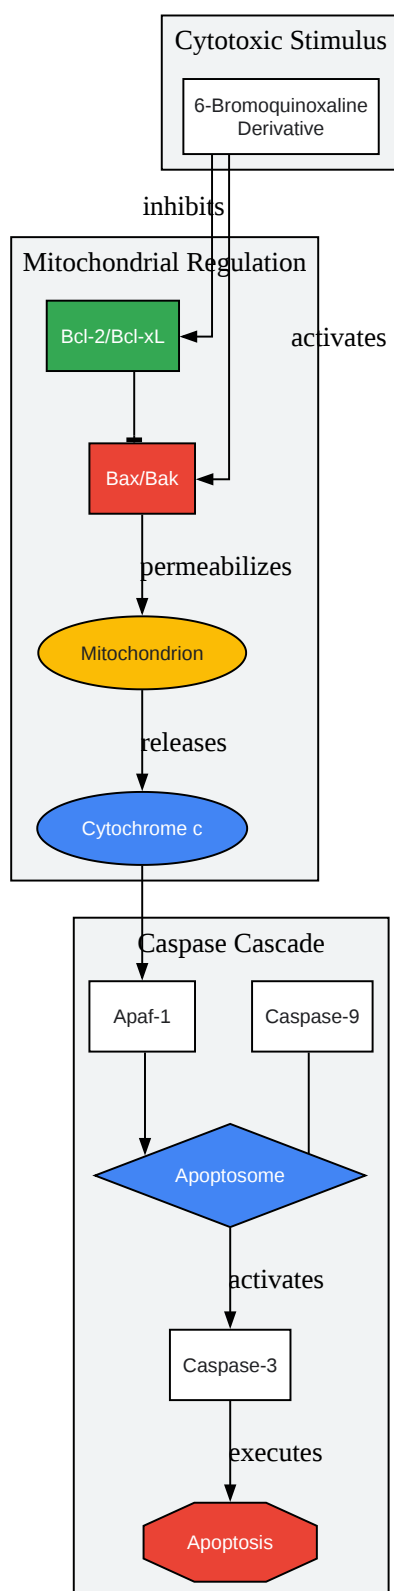 Cytotoxic Stimulus
6-Bromoquinoxaline
Derivative
inhibits
Mitochondrial Regulation
Bcl-2/Bcl-xL
activates
Bax/Bak
permeabilizes
Mitochondrion
releases
Cytochrome c
Caspase Cascade
Apaf-1
Caspase-9
Apoptosome
activates
Caspase-3
executes
Apoptosis